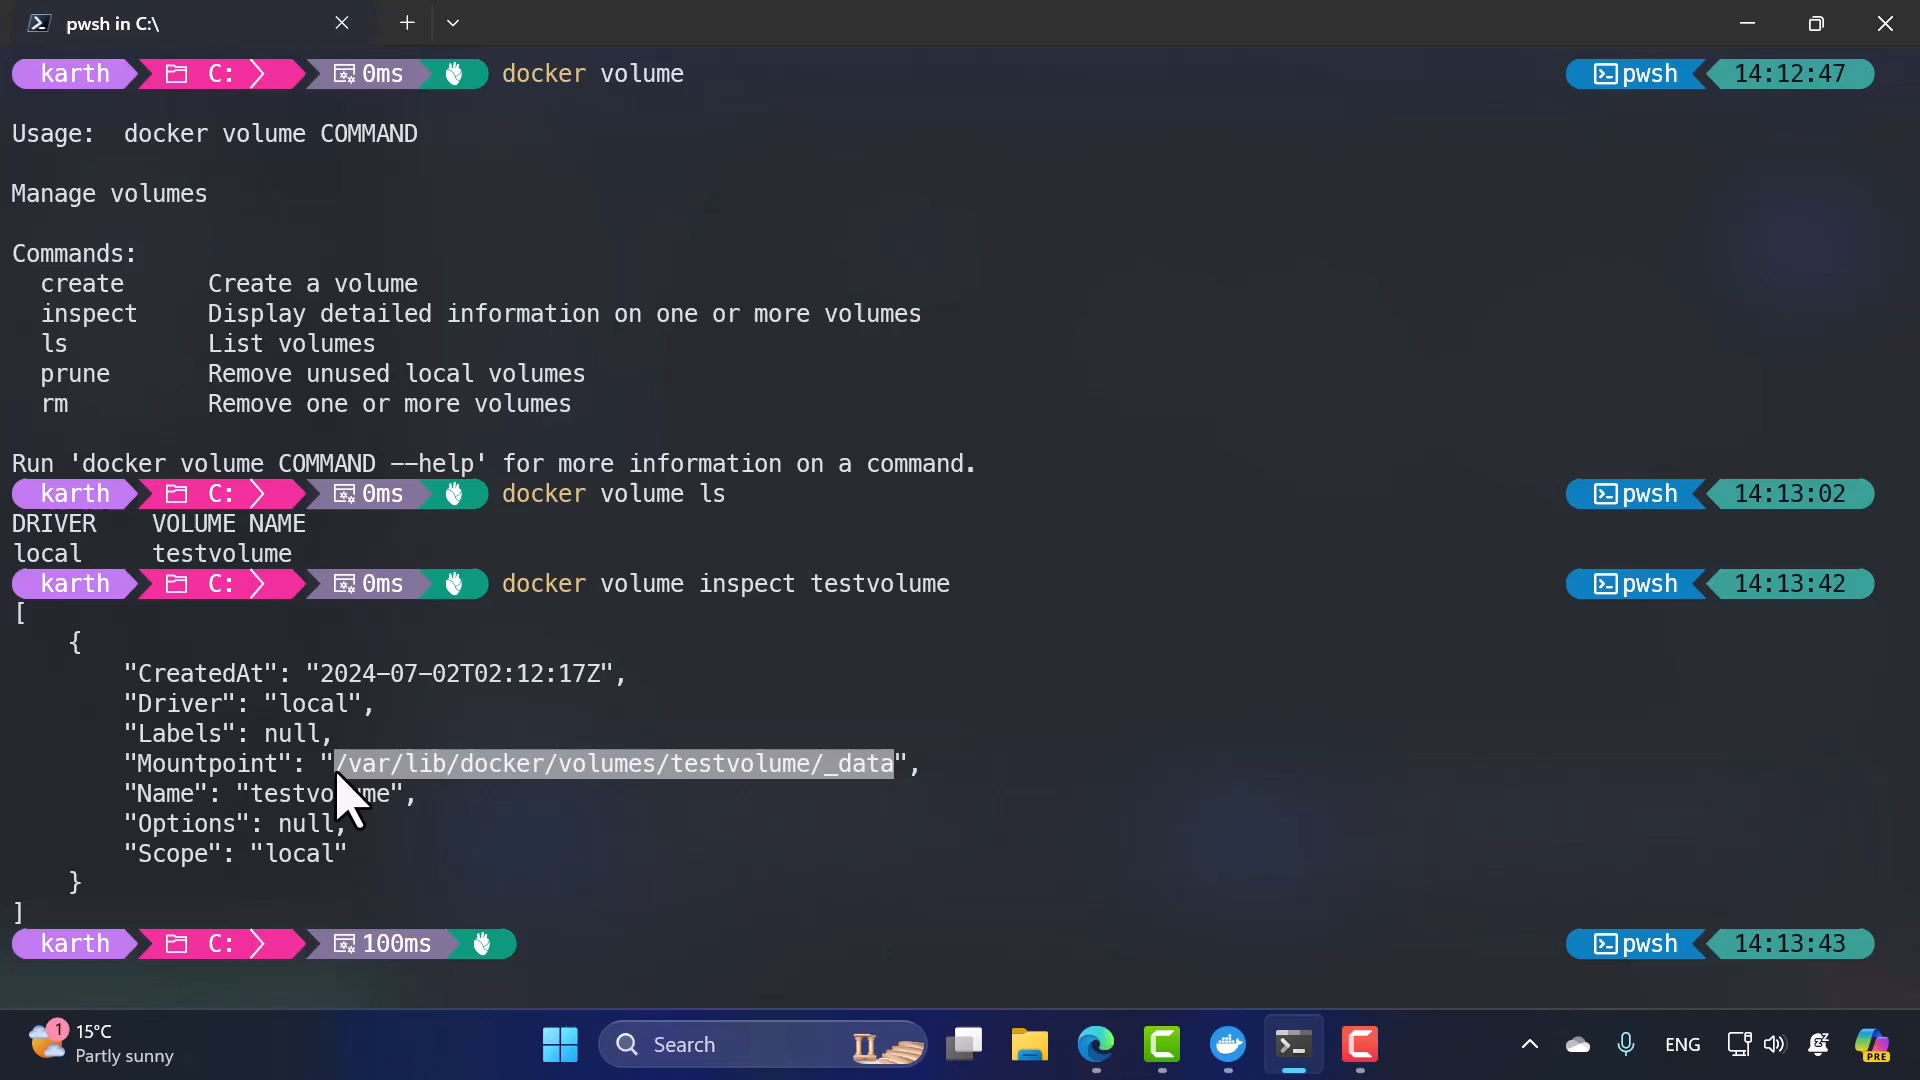 pwsh in C:\
karth C: 0ms docker volume pwsh 14:12:47
Usage:  docker volume COMMAND
Manage volumes
Commands:
  create      Create a volume
  inspect     Display detailed information on one or more volumes
  ls          List volumes
  prune       Remove unused local volumes
  rm          Remove one or more volumes
Run 'docker volume COMMAND --help' for more information on a command.
karth C: 0ms docker volume ls pwsh 14:13:02
DRIVER    VOLUME NAME
local     testvolume
karth C: 0ms docker volume inspect testvolume pwsh 14:13:42
[
    {
        "CreatedAt": "2024-07-02T02:12:17Z",
        "Driver": "local",
        "Labels": null,
        "Mountpoint": "/var/lib/docker/volumes/testvolume/_data",
        "Name": "testvolume",
        "Options": null,
        "Scope": "local"
    }
]
karth C: 100ms pwsh 14:13:43
1 15°C
Partly sunny
Search
ENG
PRE